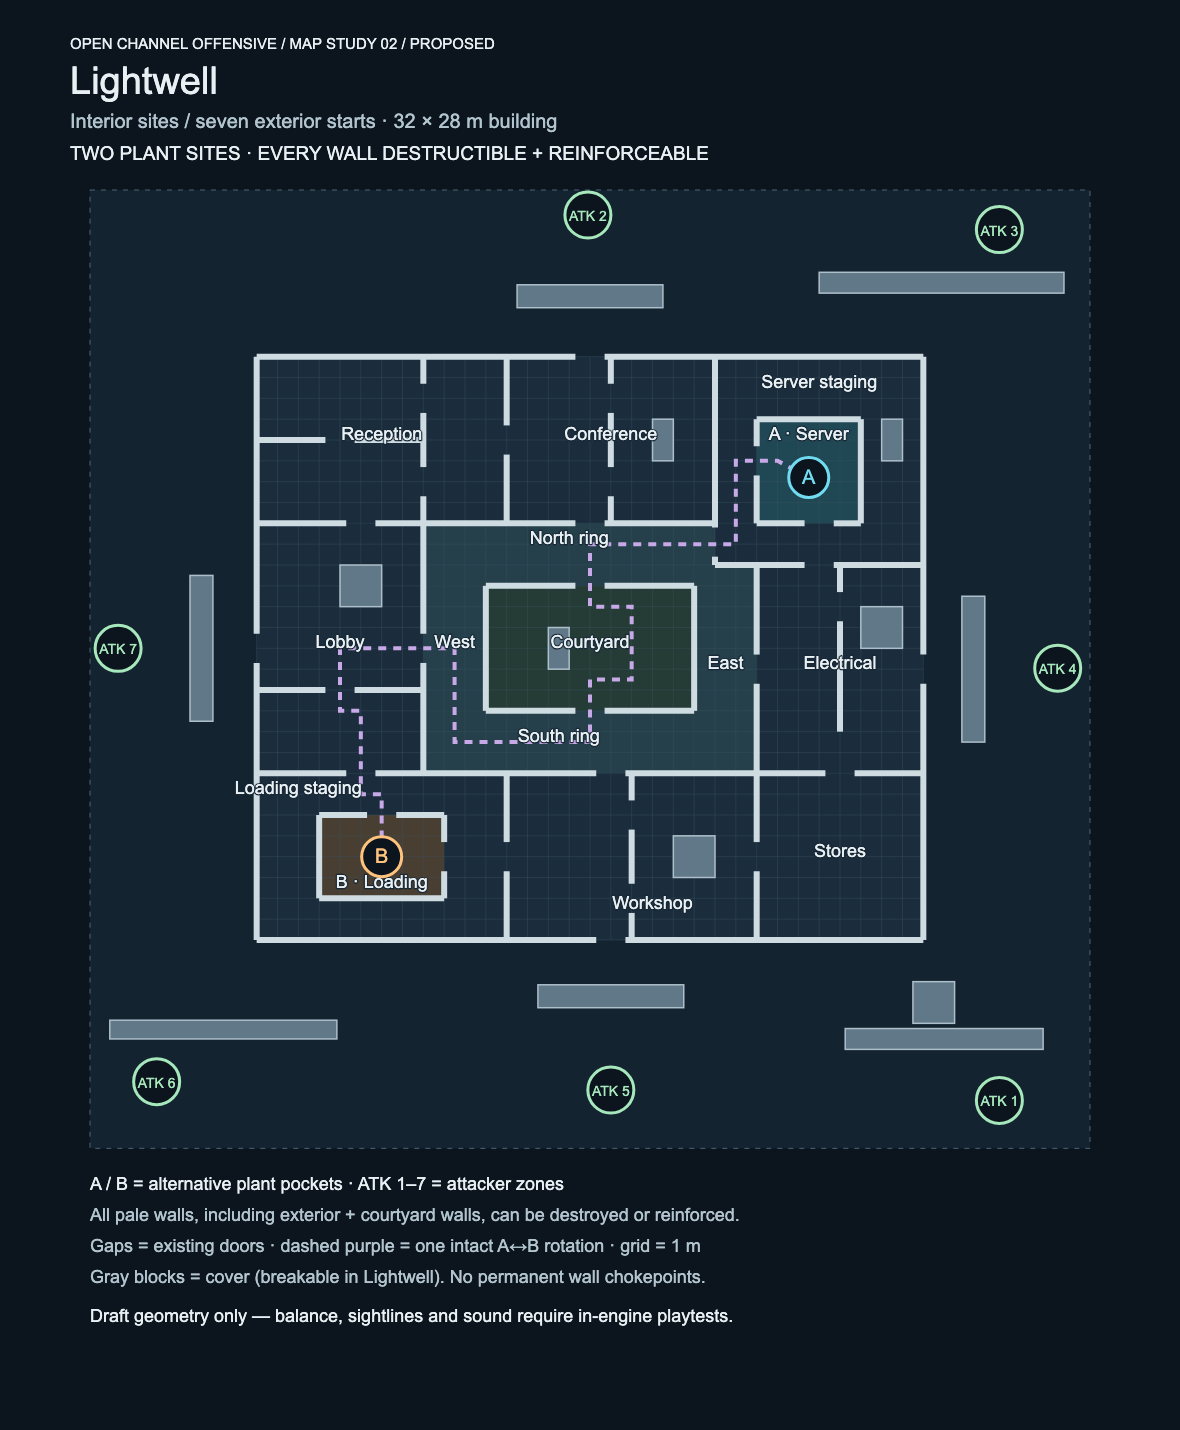 OPEN CHANNEL OFFENSIVE / MAP STUDY 02 / PROPOSED
Lightwell
Interior sites / seven exterior starts · 32 × 28 m building
TWO PLANT SITES · EVERY WALL DESTRUCTIBLE + REINFORCEABLE
ATK 2
ATK 3
Server staging
Reception
Conference
A · Server
A
North ring
ATK 7
Lobby
West
Courtyard
East
Electrical
ATK 4
South ring
Loading staging
B
Stores
B · Loading
Workshop
ATK 6
ATK 5
ATK 1
A / B = alternative plant pockets · ATK 1–7 = attacker zones
All pale walls, including exterior + courtyard walls, can be destroyed or reinforced.
Gaps = existing doors · dashed purple = one intact A↔B rotation · grid = 1 m
Gray blocks = cover (breakable in Lightwell). No permanent wall chokepoints.
Draft geometry only — balance, sightlines and sound require in-engine playtests.